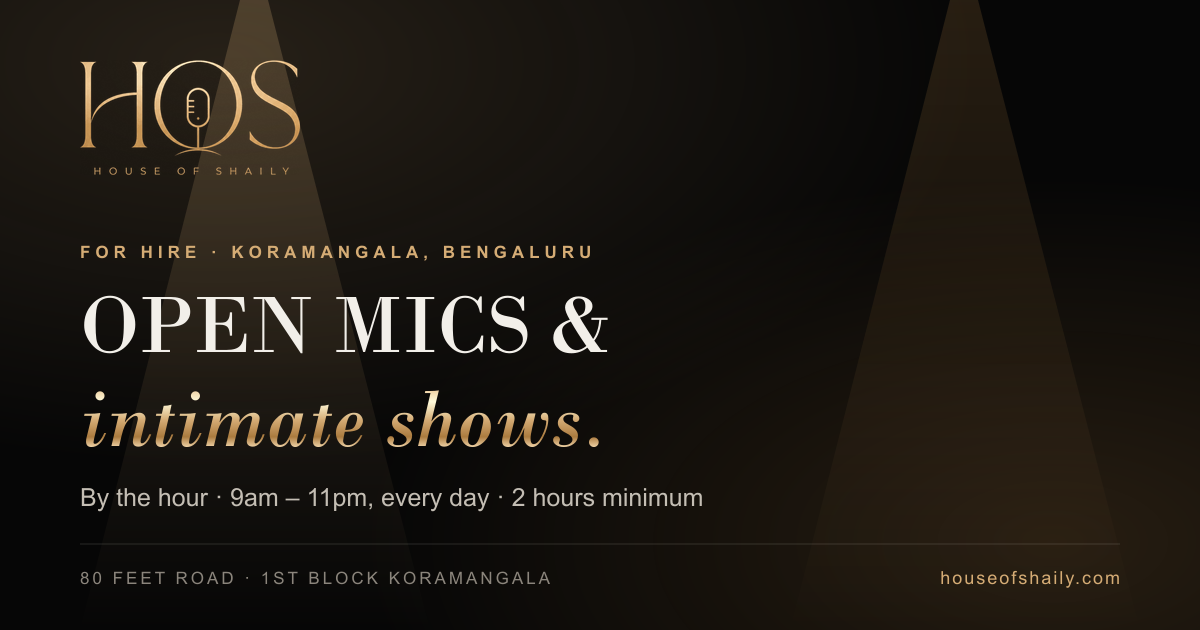 HOS
HOUSE OF SHAILY
FOR HIRE · KORAMANGALA, BENGALURU
OPEN MICS &
intimate shows.
By the hour · 9am – 11pm, every day · 2 hours minimum
80 FEET ROAD · 1ST BLOCK KORAMANGALA
houseofshaily.com